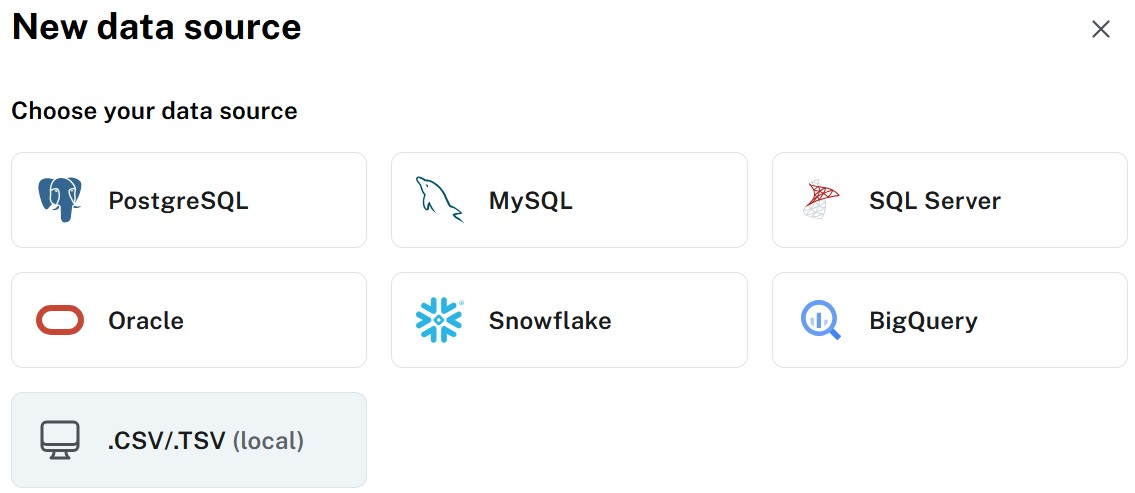 New data source
Choose your data source
PostgreSQL
MySQL
SQL Server
Oracle
Snowflake
BigQuery
.CSV/.TSV (local)